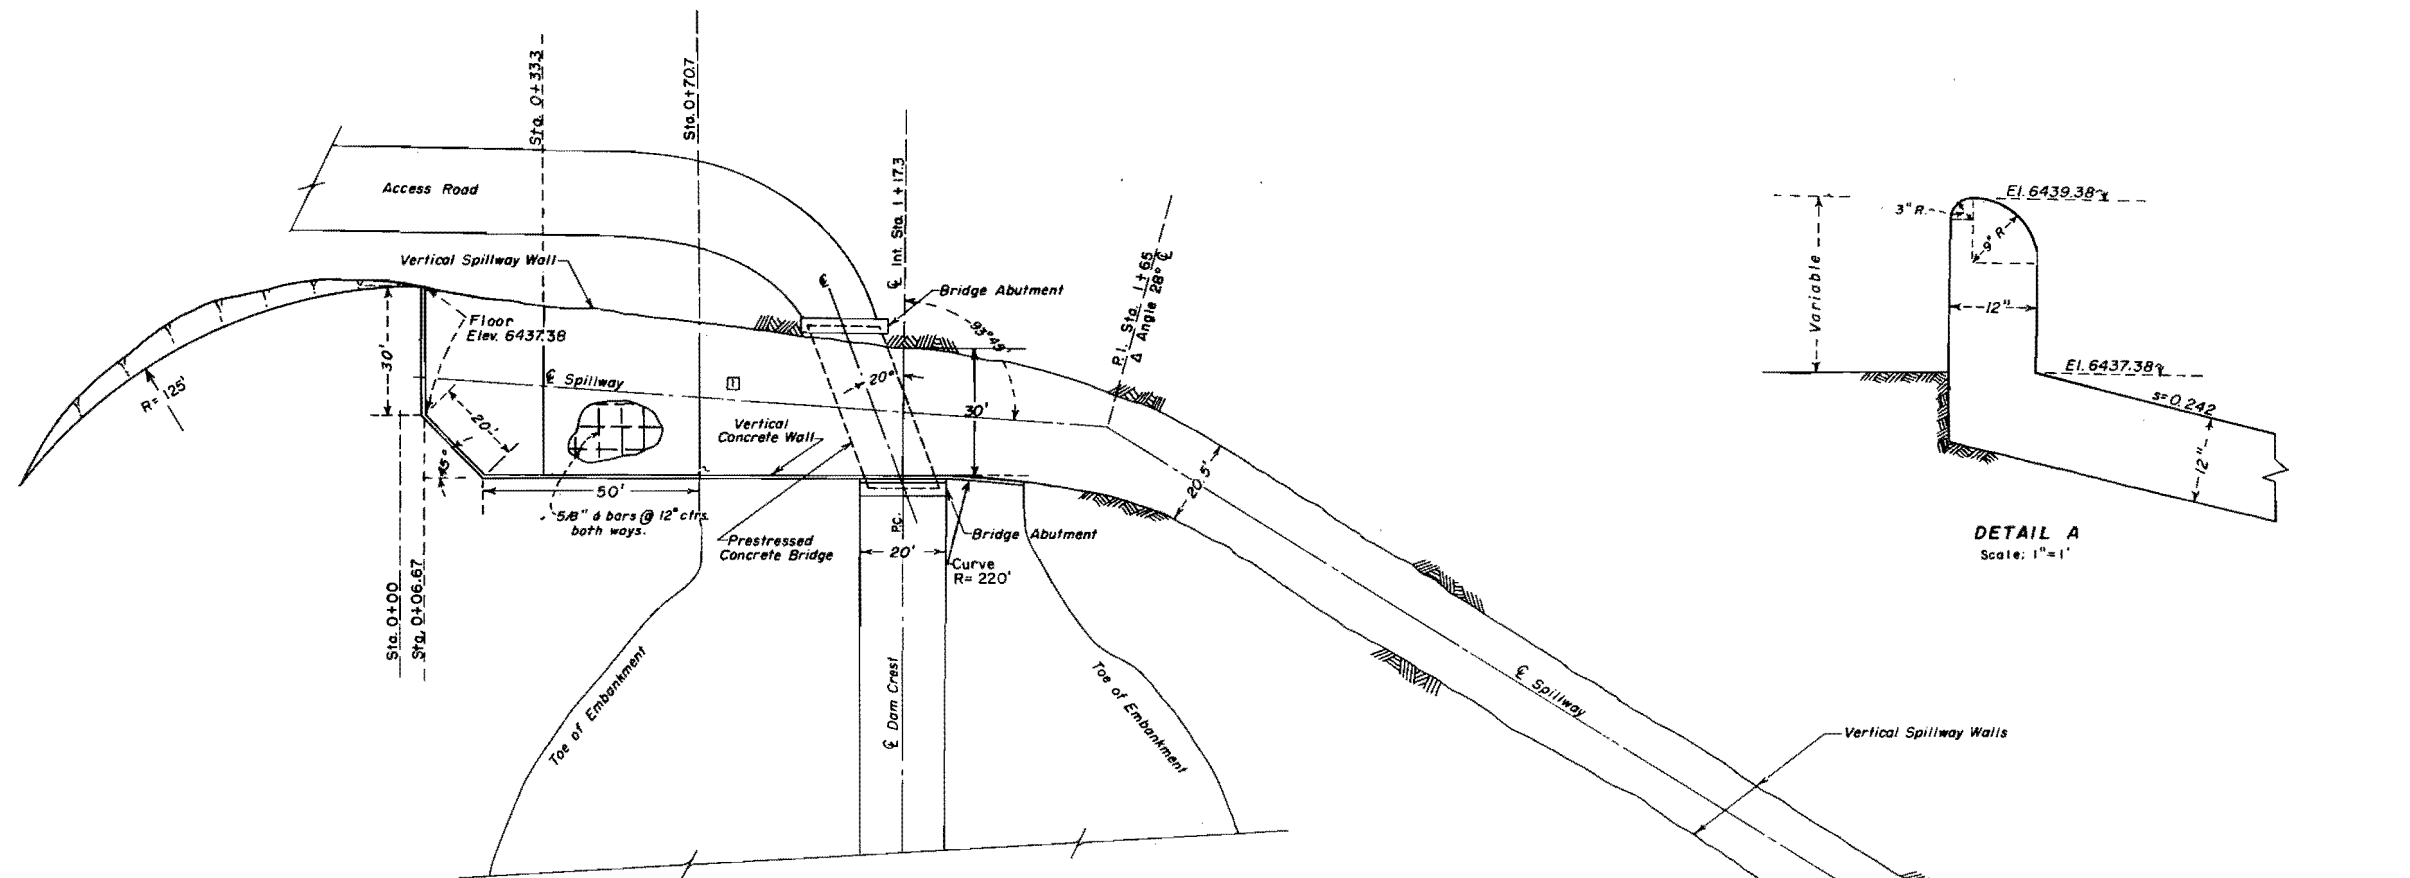 Sta. 0+33.3
Sta. 0+70.7
Access Road
Vertical Spillway Wall
℄ Int. Sta. 1+17.3
℄
Bridge Abutment
93°45'
P.I. Sta. 1+65
Δ Angle 28° ℄
Floor
Elev. 6437.38
30'
R=125'
℄ Spillway
1
20°
30'
20'
45°
Vertical
Concrete Wall
50'
5/8" ϕ bars @ 12" ctrs.
both ways.
Prestressed
Concrete Bridge
P.C.
20'
Bridge Abutment
Curve
R=220'
20.5'
Sta. 0+00
Sta. 0+06.67
Toe of Embankment
℄ Dam Crest
Toe of Embankment
℄ Spillway
Vertical Spillway Walls
El. 6439.38
3" R.
9" R
Variable
12"
El. 6437.38
s=0.242
12"
DETAIL A
Scale: 1"=1'